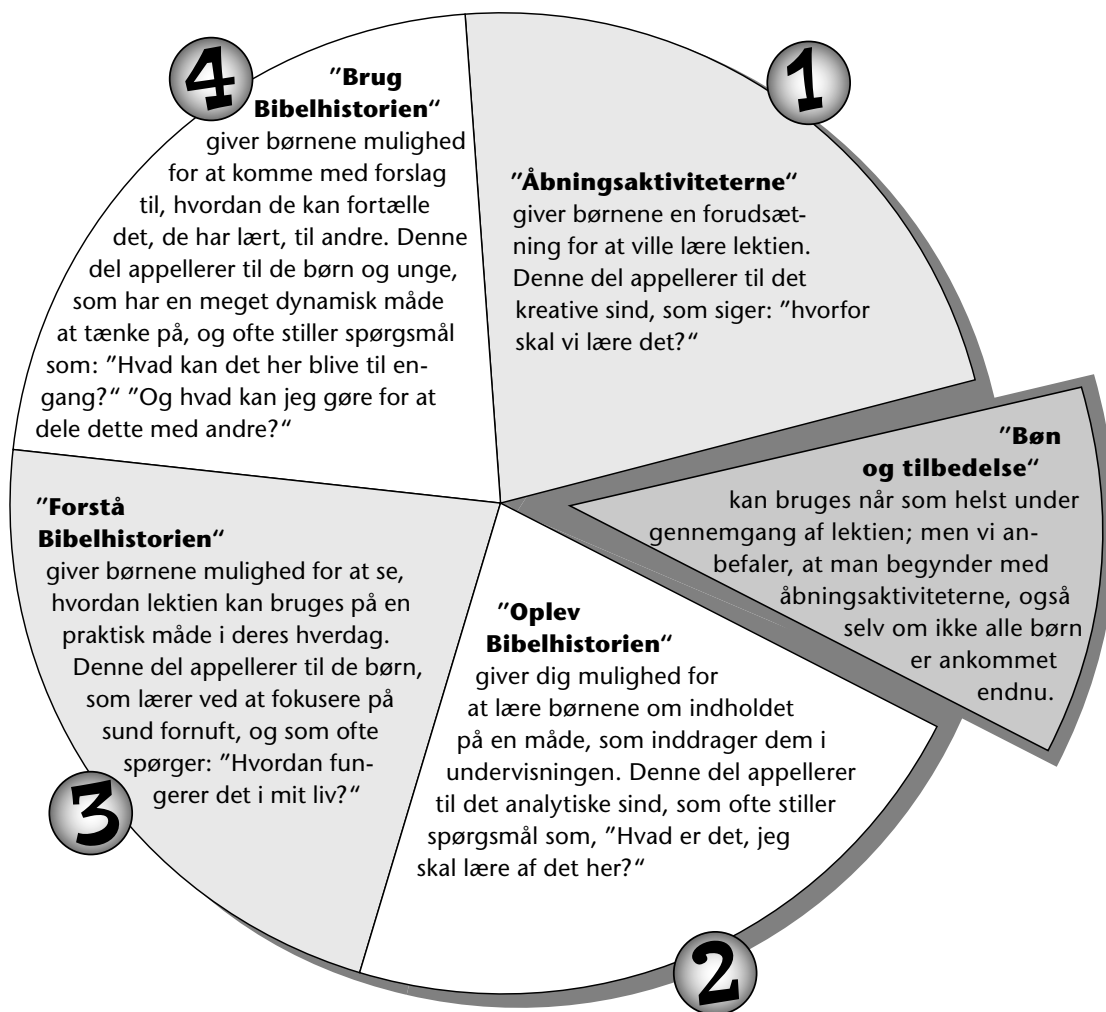 1
"Åbningsaktiviteterne“
giver børnene en forudsæt-
ning for at ville lære lektien.
Denne del appellerer til det
kreative sind, som siger: "hvorfor
skal vi lære det?“
"Bøn
og tilbedelse“
kan bruges når som helst under
gennemgang af lektien; men vi an-
befaler, at man begynder med
åbningsaktiviteterne, også
selv om ikke alle børn
er ankommet
endnu.
2
"Oplev
Bibelhistorien“
giver dig mulighed for
at lære børnene om indholdet
på en måde, som inddrager dem i
undervisningen. Denne del appellerer
til det analytiske sind, som ofte stiller
spørgsmål som, "Hvad er det, jeg
skal lære af det her?“
3
"Forstå
Bibelhistorien“
giver børnene mulighed for at se,
hvordan lektien kan bruges på en
praktisk måde i deres hverdag.
Denne del appellerer til de børn,
som lærer ved at fokusere på
sund fornuft, og som ofte
spørger: "Hvordan fun-
gerer det i mit liv?“
4
"Brug
Bibelhistorien“
giver børnene mulighed
for at komme med forslag
til, hvordan de kan fortælle
det, de har lært, til andre. Denne
del appellerer til de børn og unge,
som har en meget dynamisk måde
at tænke på, og ofte stiller spørgsmål
som: "Hvad kan det her blive til en-
gang?“ "Og hvad kan jeg gøre for at
dele dette med andre?“